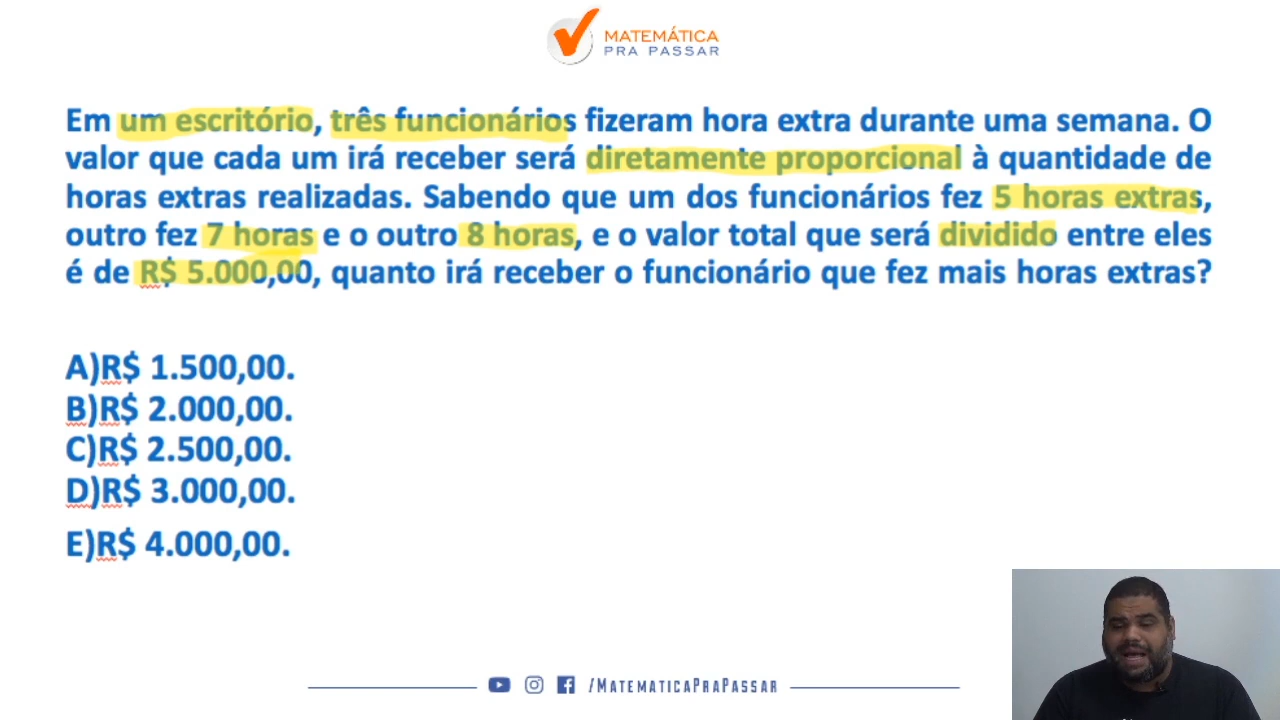 MATEMÁTICA
PRA PASSAR
Em um escritório, três funcionários fizeram hora extra durante uma semana. O
valor que cada um irá receber será diretamente proporcional à quantidade de
horas extras realizadas. Sabendo que um dos funcionários fez 5 horas extras,
outro fez 7 horas e o outro 8 horas, e o valor total que será dividido entre eles
é de R$ 5.000,00, quanto irá receber o funcionário que fez mais horas extras?
A)R$ 1.500,00.
B)R$ 2.000,00.
C)R$ 2.500,00.
D)R$ 3.000,00.
E)R$ 4.000,00.
/MATEMATICAPRAPASSAR